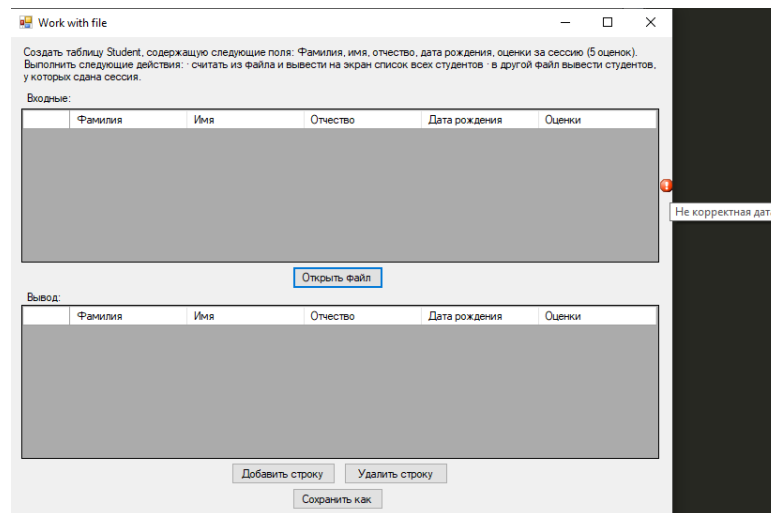 Work with file
Создать таблицу Student, содержащую следующие поля: Фамилия, имя, отчество, дата рождения, оценки за сессию (5 оценок).
Выполнить следующие действия: · считать из файла и вывести на экран список всех студентов · в другой файл вывести студентов,
у которых сдана сессия.
Входные:
Фамилия Имя Отчество Дата рождения Оценки
Не корректная дата
Открыть файл
Вывод:
Фамилия Имя Отчество Дата рождения Оценки
Добавить строку Удалить строку
Сохранить как